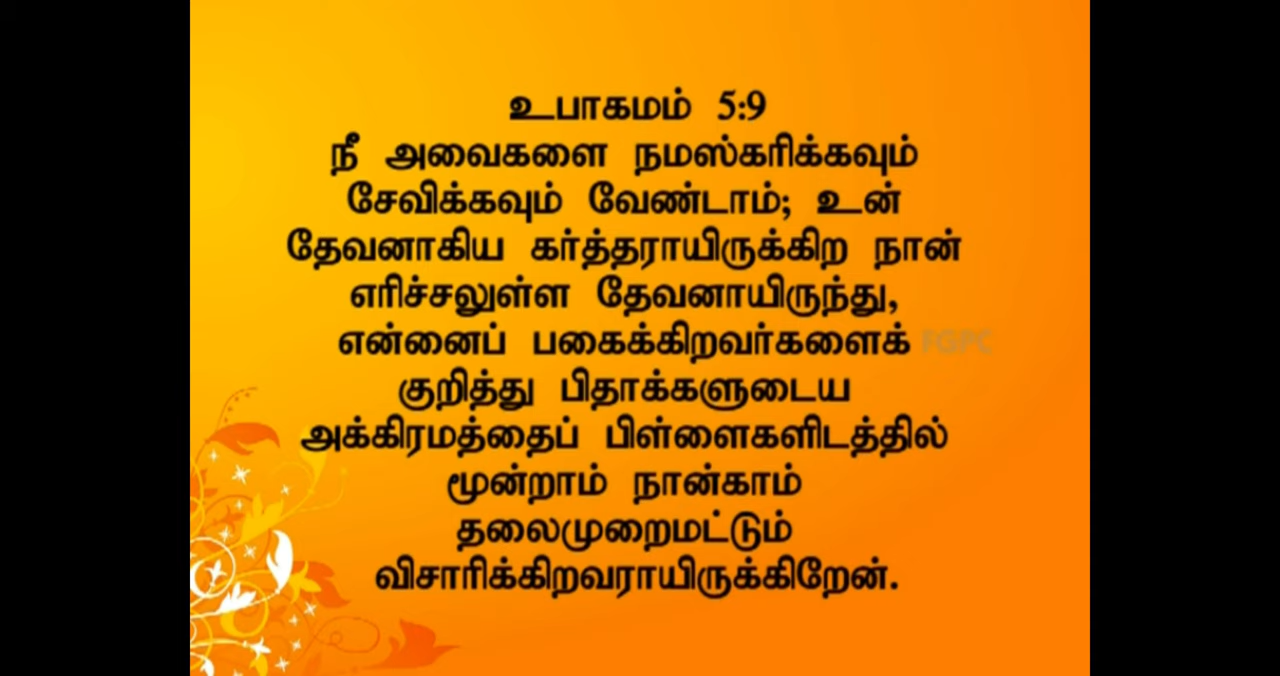 உபாகமம் 5:9
நீ அவைகளை நமஸ்கரிக்கவும்
சேவிக்கவும் வேண்டாம்; உன்
தேவனாகிய கர்த்தராயிருக்கிற நான்
எரிச்சலுள்ள தேவனாயிருந்து,
என்னைப் பகைக்கிறவர்களைக்
FGPC
குறித்து பிதாக்களுடைய
அக்கிரமத்தைப் பிள்ளைகளிடத்தில்
மூன்றாம் நான்காம்
தலைமுறைமட்டும்
விசாரிக்கிறவராயிருக்கிறேன்.